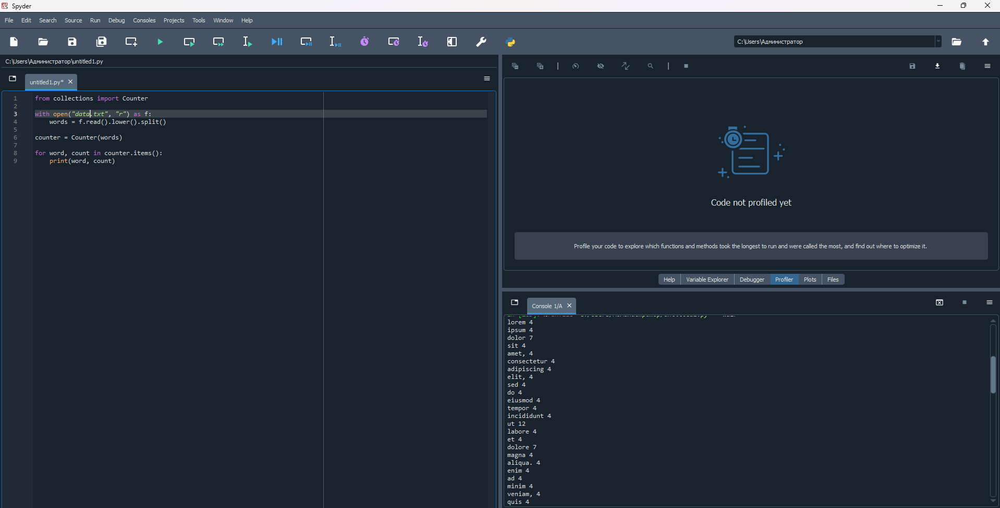 Spyder
File Edit Search Source Run Debug Consoles Projects Tools Window Help
C:\Users\Администратор
C:\Users\Администратор\untitled1.py
untitled1.py*
1 from collections import Counter
2
3 with open("data.txt", "r") as f:
4 words = f.read().lower().split()
5
6 counter = Counter(words)
7
8 for word, count in counter.items():
9 print(word, count)
Code not profiled yet
Profile your code to explore which functions and methods took the longest to run and were called the most, and find out where to optimize it.
Help Variable Explorer Debugger Profiler Plots Files
Console 1/A
lorem 4
ipsum 4
dolor 7
sit 4
amet, 4
consectetur 4
adipiscing 4
elit, 4
sed 4
do 4
eiusmod 4
tempor 4
incididunt 4
ut 12
labore 4
et 4
dolore 7
magna 4
aliqua. 4
enim 4
ad 4
minim 4
veniam, 4
quis 4